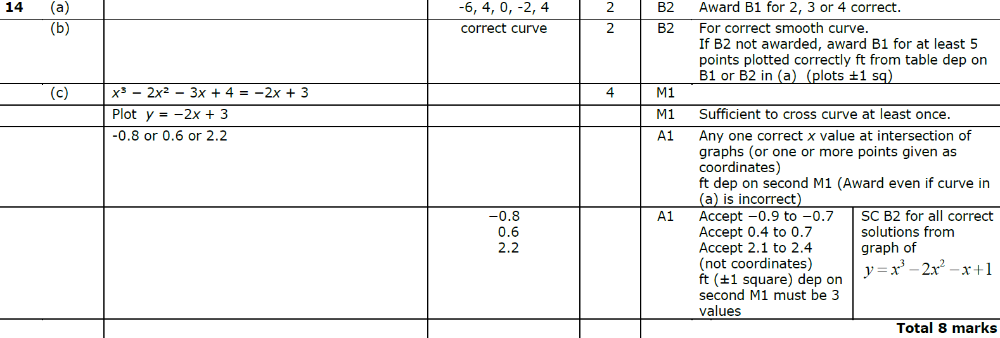 14 (a) -6, 4, 0, -2, 4 2 B2 Award B1 for 2, 3 or 4 correct.
(b) correct curve 2 B2 For correct smooth curve.
If B2 not awarded, award B1 for at least 5
points plotted correctly ft from table dep on
B1 or B2 in (a) (plots ±1 sq)
(c) x³ − 2x² − 3x + 4 = −2x + 3 4 M1
Plot y = −2x + 3 M1 Sufficient to cross curve at least once.
-0.8 or 0.6 or 2.2 A1 Any one correct x value at intersection of
graphs (or one or more points given as
coordinates)
ft dep on second M1 (Award even if curve in
(a) is incorrect)
−0.8 A1 Accept −0.9 to −0.7 SC B2 for all correct
0.6 Accept 0.4 to 0.7 solutions from
2.2 Accept 2.1 to 2.4 graph of
(not coordinates) y = x³ − 2x² − x + 1
ft (±1 square) dep on
second M1 must be 3
values
Total 8 marks